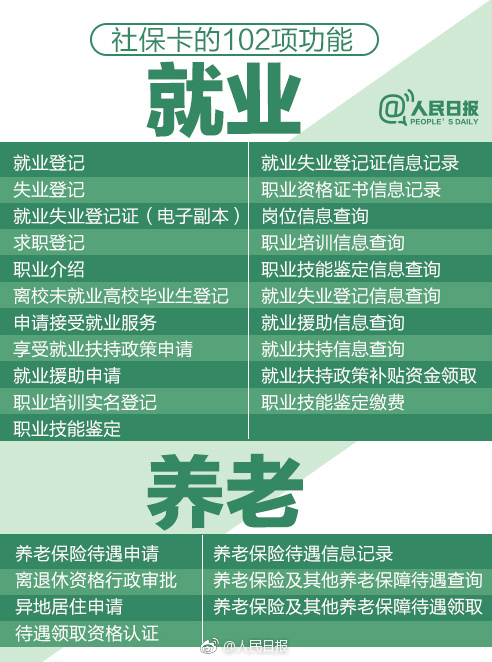 社保卡的102项功能
就业
@人民日报
PEOPLE'S DAILY
就业登记
就业失业登记证信息记录
失业登记
职业资格证书信息记录
就业失业登记证（电子副本）
岗位信息查询
求职登记
职业培训信息查询
职业介绍
职业技能鉴定信息查询
离校未就业高校毕业生登记
就业失业登记信息查询
申请接受就业服务
就业援助信息查询
享受就业扶持政策申请
就业扶持信息查询
就业援助申请
就业扶持政策补贴资金领取
职业培训实名登记
职业技能鉴定缴费
职业技能鉴定
养老
养老保险待遇申请
养老保险待遇信息记录
离退休资格行政审批
养老保险及其他养老保障待遇查询
异地居住申请
养老保险及其他养老保障待遇领取
待遇领取资格认证
@人民日报